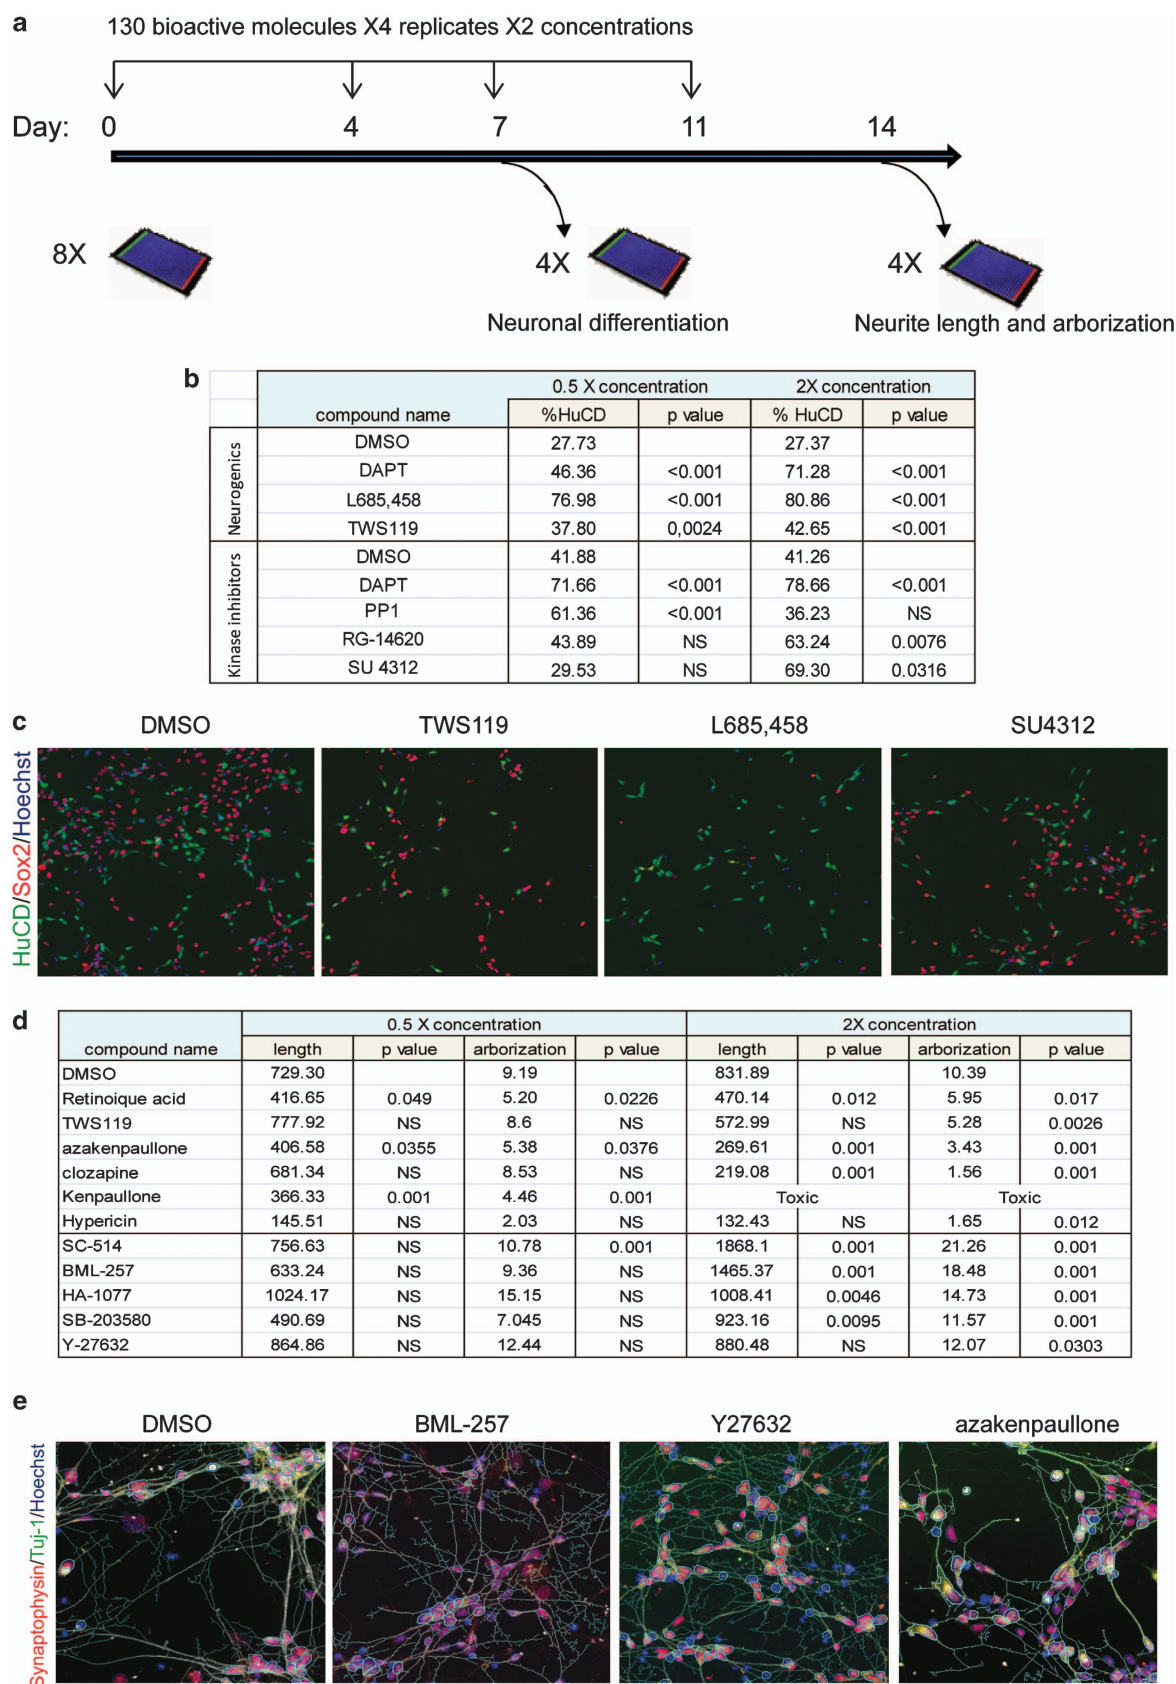 a
130 bioactive molecules X4 replicates X2 concentrations
Day: 0 4 7 11 14
8X 4X 4X
Neuronal differentiation Neurite length and arborization
b
0.5 X concentration 2X concentration
compound name %HuCD p value % HuCD p value
Neurogenics
DMSO 27.73 27.37
DAPT 46.36 <0.001 71.28 <0.001
L685,458 76.98 <0.001 80.86 <0.001
TWS119 37.80 0,0024 42.65 <0.001
Kinase inhibitors
DMSO 41.88 41.26
DAPT 71.66 <0.001 78.66 <0.001
PP1 61.36 <0.001 36.23 NS
RG-14620 43.89 NS 63.24 0.0076
SU 4312 29.53 NS 69.30 0.0316
c
DMSO TWS119 L685,458 SU4312
HuCD/Sox2/Hoechst
d
0.5 X concentration 2X concentration
compound name length p value arborization p value length p value arborization p value
DMSO 729.30 9.19 831.89 10.39
Retinoique acid 416.65 0.049 5.20 0.0226 470.14 0.012 5.95 0.017
TWS119 777.92 NS 8.6 NS 572.99 NS 5.28 0.0026
azakenpaullone 406.58 0.0355 5.38 0.0376 269.61 0.001 3.43 0.001
clozapine 681.34 NS 8.53 NS 219.08 0.001 1.56 0.001
Kenpaullone 366.33 0.001 4.46 0.001 Toxic Toxic
Hypericin 145.51 NS 2.03 NS 132.43 NS 1.65 0.012
SC-514 756.63 NS 10.78 0.001 1868.1 0.001 21.26 0.001
BML-257 633.24 NS 9.36 NS 1465.37 0.001 18.48 0.001
HA-1077 1024.17 NS 15.15 NS 1008.41 0.0046 14.73 0.001
SB-203580 490.69 NS 7.045 NS 923.16 0.0095 11.57 0.001
Y-27632 864.86 NS 12.44 NS 880.48 NS 12.07 0.0303
e
DMSO BML-257 Y27632 azakenpaullone
Synaptophysin/Tuj-1/Hoechst